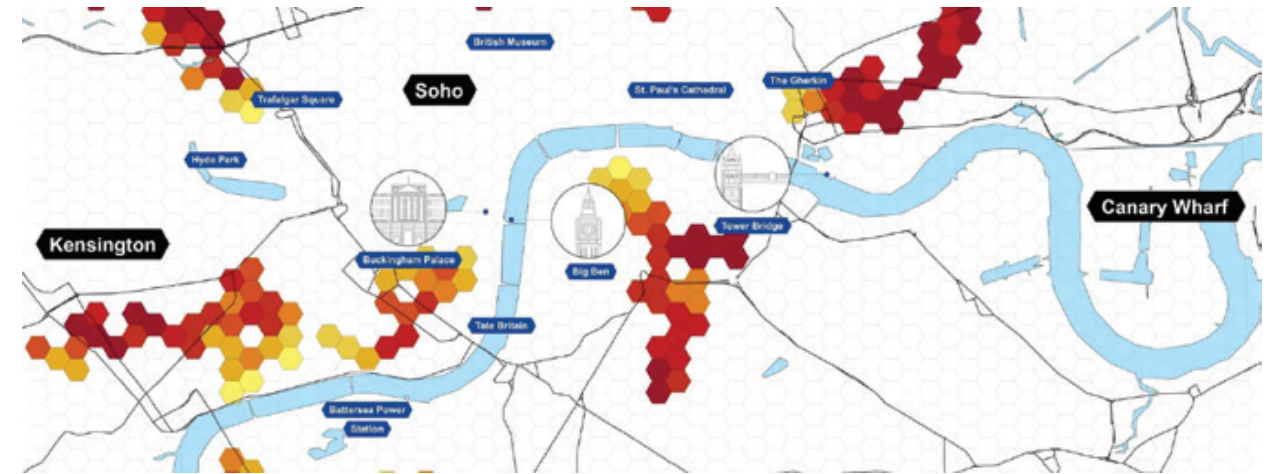 British Museum
Soho
The Gherkin
St. Paul's Cathedral
Trafalgar Square
Hyde Park
Canary Wharf
Kensington
Tower Bridge
Buckingham Palace
Big Ben
Tate Britain
Battersea Power
Station